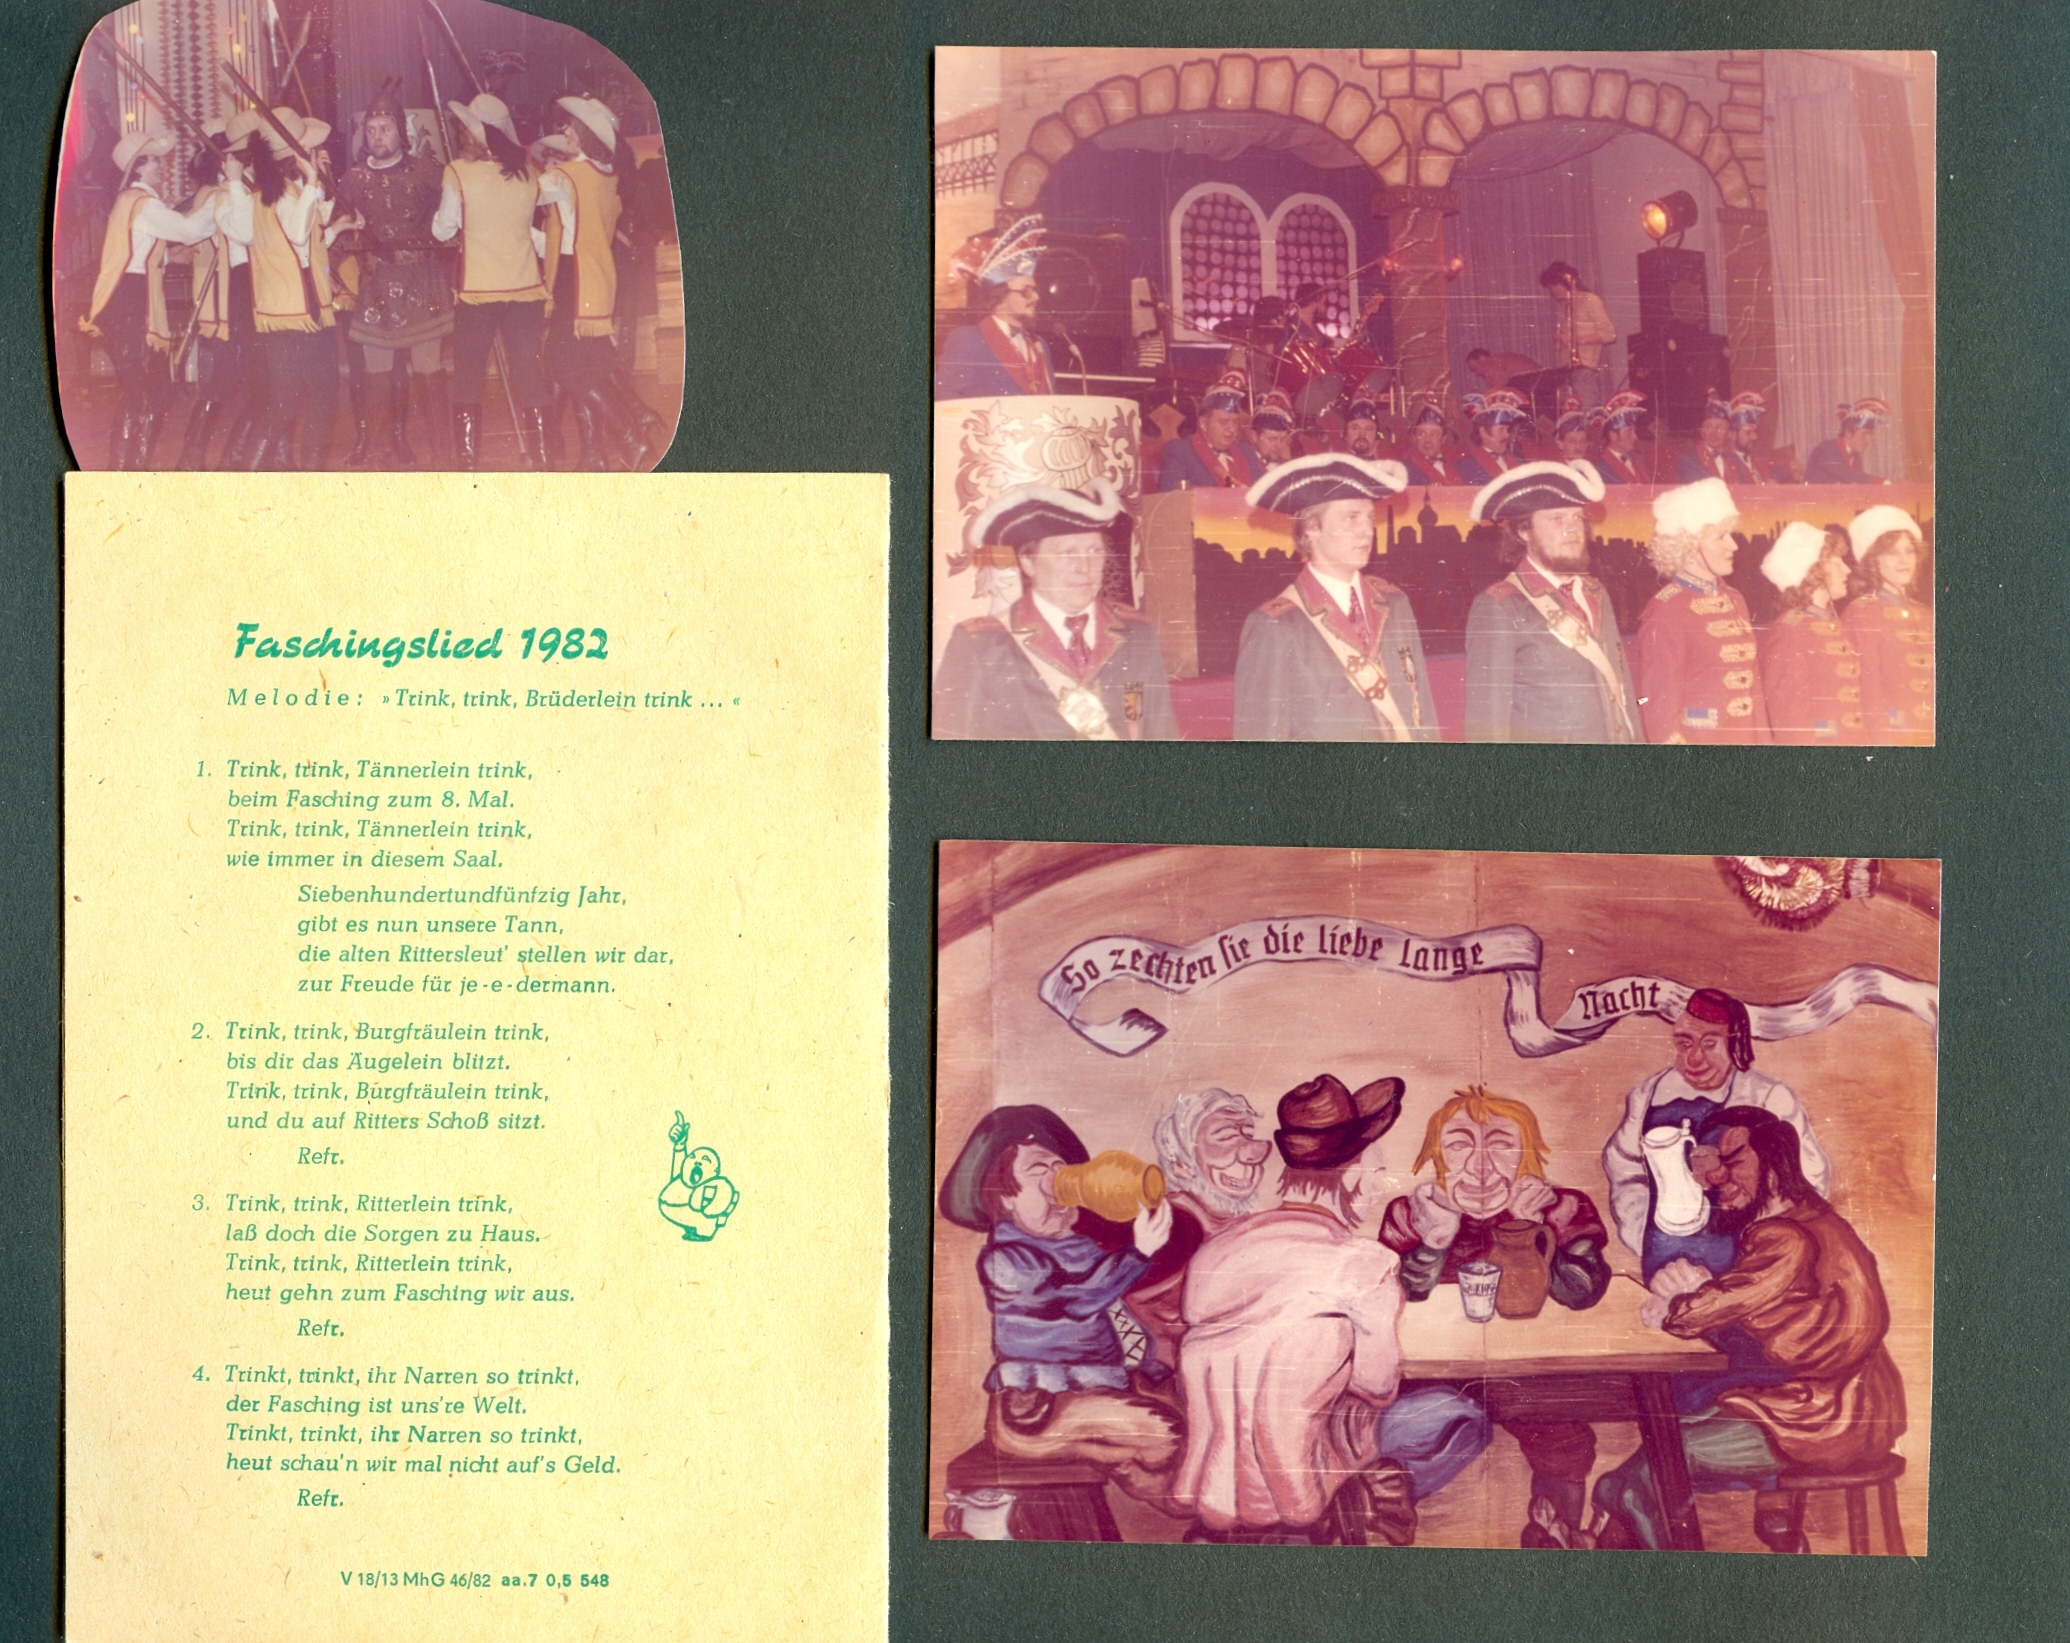 Faschingslied 1982
Melodie: »Trink, trink, Brüderlein trink ... «
1. Trink, trink, Tännerlein trink,
beim Fasching zum 8. Mal.
Trink, trink, Tännerlein trink,
wie immer in diesem Saal.
Siebenhundertundfünfzig Jahr,
gibt es nun unsere Tann,
die alten Rittersleut' stellen wir dar,
zur Freude für je-e-dermann.
2. Trink, trink, Burgfräulein trink,
bis dir das Äugelein blitzt.
Trink, trink, Burgfräulein trink,
und du auf Ritters Schoß sitzt.
Refr.
3. Trink, trink, Ritterlein trink,
laß doch die Sorgen zu Haus.
Trink, trink, Ritterlein trink,
heut gehn zum Fasching wir aus.
Refr.
4. Trinkt, trinkt, ihr Narren so trinkt,
der Fasching ist uns're Welt.
Trinkt, trinkt, ihr Narren so trinkt,
heut schau'n wir mal nicht auf's Geld.
Refr.
V 18/13 MhG 46/82 aa.7 0,5 548
So zechten sie die liebe lange
Nacht